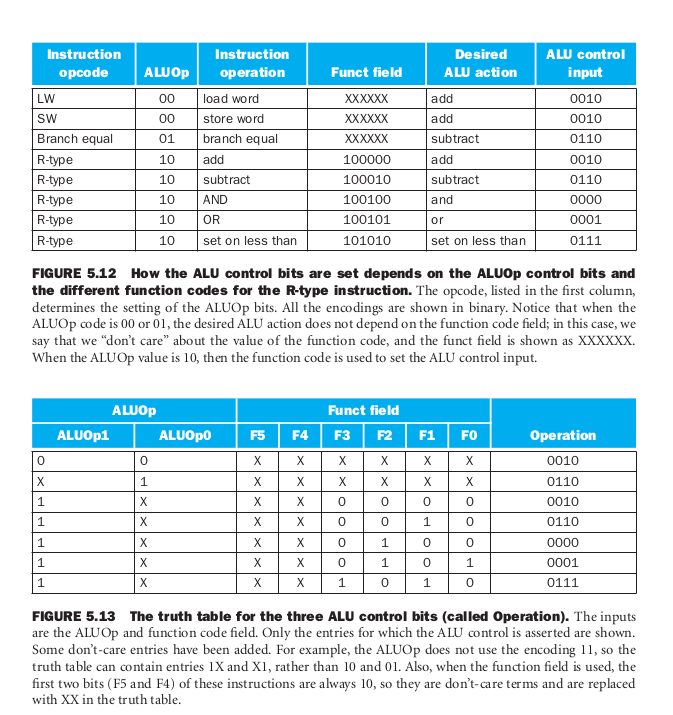 Instruction opcode ALUOp Instruction operation Funct field Desired ALU action ALU control input
LW 00 load word XXXXXX add 0010
SW 00 store word XXXXXX add 0010
Branch equal 01 branch equal XXXXXX subtract 0110
R-type 10 add 100000 add 0010
R-type 10 subtract 100010 subtract 0110
R-type 10 AND 100100 and 0000
R-type 10 OR 100101 or 0001
R-type 10 set on less than 101010 set on less than 0111
FIGURE 5.12 How the ALU control bits are set depends on the ALUOp control bits and
the different function codes for the R-type instruction. The opcode, listed in the first column,
determines the setting of the ALUOp bits. All the encodings are shown in binary. Notice that when the
ALUOp code is 00 or 01, the desired ALU action does not depend on the function code field; in this case, we
say that we “don’t care” about the value of the function code, and the funct field is shown as XXXXXX.
When the ALUOp value is 10, then the function code is used to set the ALU control input.
ALUOp Funct field
ALUOp1 ALUOp0 F5 F4 F3 F2 F1 F0 Operation
0 0 X X X X X X 0010
X 1 X X X X X X 0110
1 X X X 0 0 0 0 0010
1 X X X 0 0 1 0 0110
1 X X X 0 1 0 0 0000
1 X X X 0 1 0 1 0001
1 X X X 1 0 1 0 0111
FIGURE 5.13 The truth table for the three ALU control bits (called Operation). The inputs
are the ALUOp and function code field. Only the entries for which the ALU control is asserted are shown.
Some don’t-care entries have been added. For example, the ALUOp does not use the encoding 11, so the
truth table can contain entries 1X and X1, rather than 10 and 01. Also, when the function field is used, the
first two bits (F5 and F4) of these instructions are always 10, so they are don’t-care terms and are replaced
with XX in the truth table.